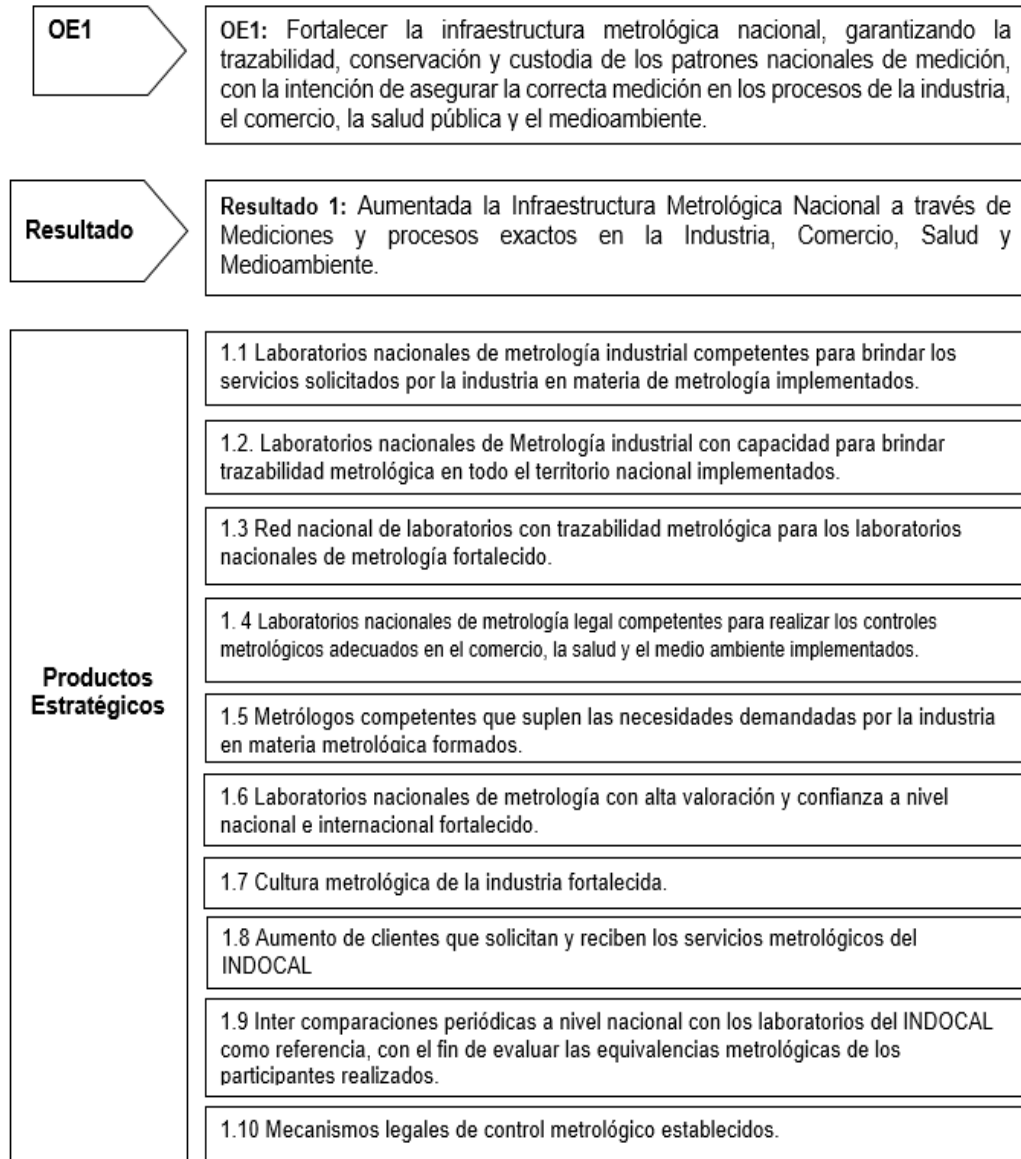 OE1
OE1: Fortalecer la infraestructura metrológica nacional, garantizando la
trazabilidad, conservación y custodia de los patrones nacionales de medición,
con la intención de asegurar la correcta medición en los procesos de la industria,
el comercio, la salud pública y el medioambiente.
Resultado
Resultado 1: Aumentada la Infraestructura Metrológica Nacional a través de
Mediciones y procesos exactos en la Industria, Comercio, Salud y
Medioambiente.
Productos
Estratégicos
1.1 Laboratorios nacionales de metrología industrial competentes para brindar los
servicios solicitados por la industria en materia de metrología implementados.
1.2. Laboratorios nacionales de Metrología industrial con capacidad para brindar
trazabilidad metrológica en todo el territorio nacional implementados.
1.3 Red nacional de laboratorios con trazabilidad metrológica para los laboratorios
nacionales de metrología fortalecido.
1. 4 Laboratorios nacionales de metrología legal competentes para realizar los controles
metrológicos adecuados en el comercio, la salud y el medio ambiente implementados.
1.5 Metrólogos competentes que suplen las necesidades demandadas por la industria
en materia metrológica formados.
1.6 Laboratorios nacionales de metrología con alta valoración y confianza a nivel
nacional e internacional fortalecido.
1.7 Cultura metrológica de la industria fortalecida.
1.8 Aumento de clientes que solicitan y reciben los servicios metrológicos del
INDOCAL
1.9 Inter comparaciones periódicas a nivel nacional con los laboratorios del INDOCAL
como referencia, con el fin de evaluar las equivalencias metrológicas de los
participantes realizados.
1.10 Mecanismos legales de control metrológico establecidos.